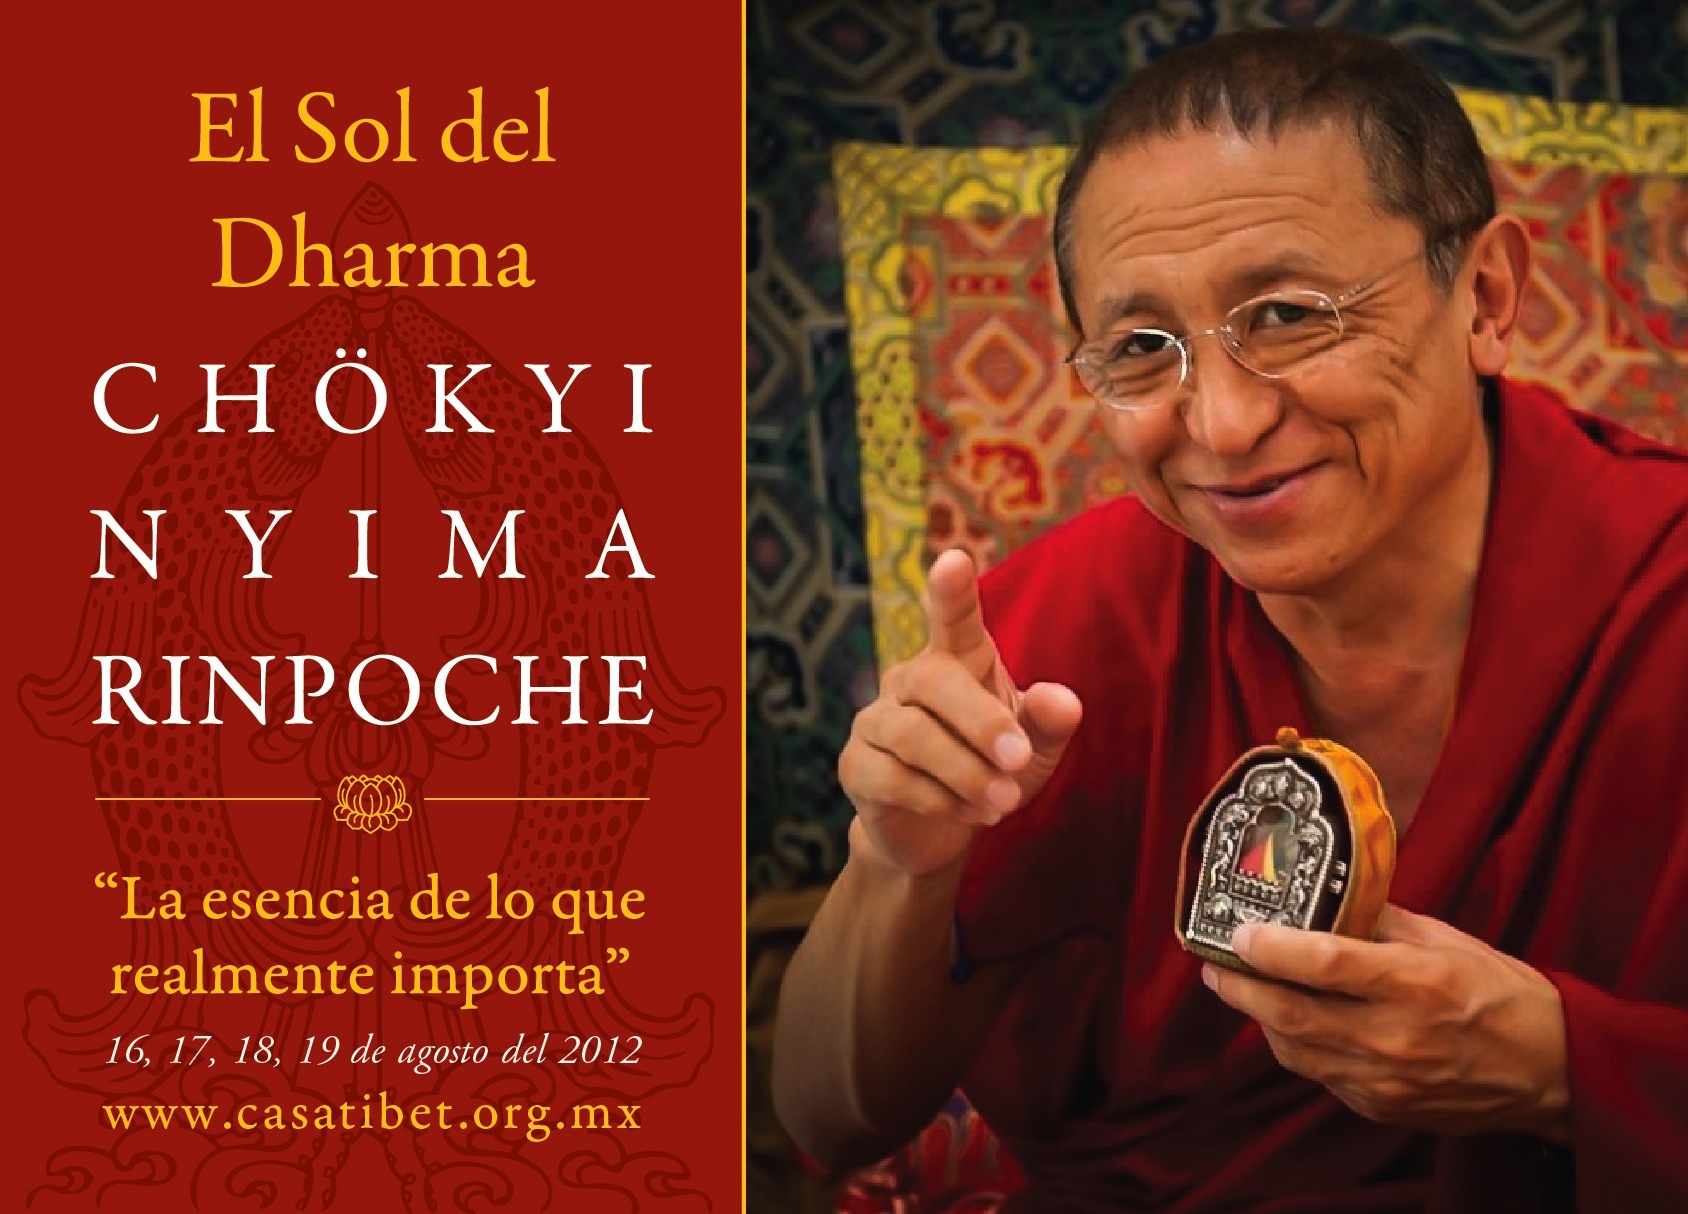 El Sol del
Dharma
CHÖKYI
NYIMA
RINPOCHE
“La esencia de lo que
realmente importa”
16, 17, 18, 19 de agosto del 2012
www.casatibet.org.mx